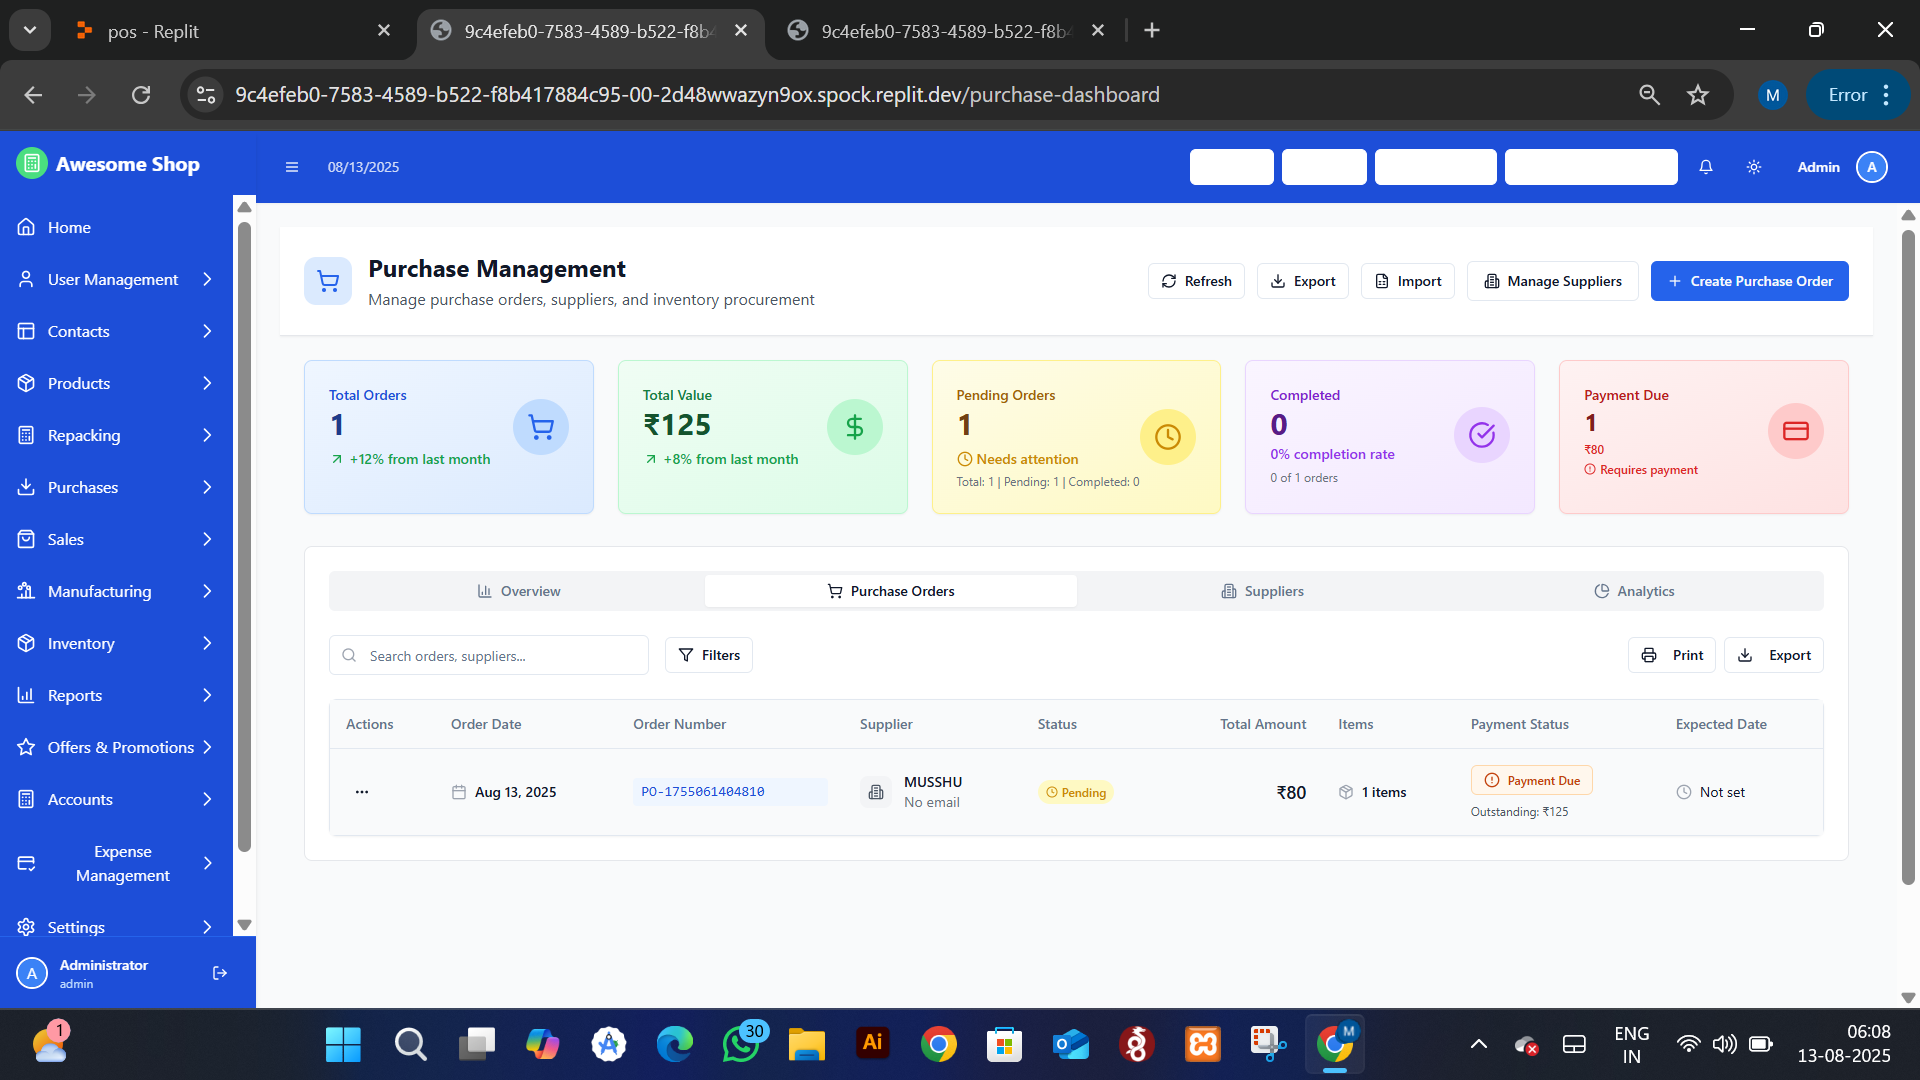 pos - Replit
9c4efeb0-7583-4589-b522-f8b4
9c4efeb0-7583-4589-b522-f8b4
9c4efeb0-7583-4589-b522-f8b417884c95-00-2d48wwazyn9ox.spock.replit.dev/purchase-dashboard
M
Error
Awesome Shop
08/13/2025
Admin
A
Home
User Management
Contacts
Products
Repacking
Purchases
Sales
Manufacturing
Inventory
Reports
Offers & Promotions
Accounts
Expense
Management
Settings
A
Administrator
admin
Purchase Management
Manage purchase orders, suppliers, and inventory procurement
Refresh
Export
Import
Manage Suppliers
Create Purchase Order
Total Orders
1
+12% from last month
Total Value
₹125
+8% from last month
Pending Orders
1
Needs attention
Total: 1 | Pending: 1 | Completed: 0
Completed
0
0% completion rate
0 of 1 orders
Payment Due
1
₹80
Requires payment
Overview
Purchase Orders
Suppliers
Analytics
Search orders, suppliers...
Filters
Print
Export
Actions Order Date Order Number Supplier Status Total Amount Items Payment Status Expected Date
Aug 13, 2025
PO-1755061404810
MUSSHU
No email
Pending
₹80
1 items
Payment Due
Outstanding: ₹125
Not set
1
30
Ai
M
ENG
IN
06:08
13-08-2025